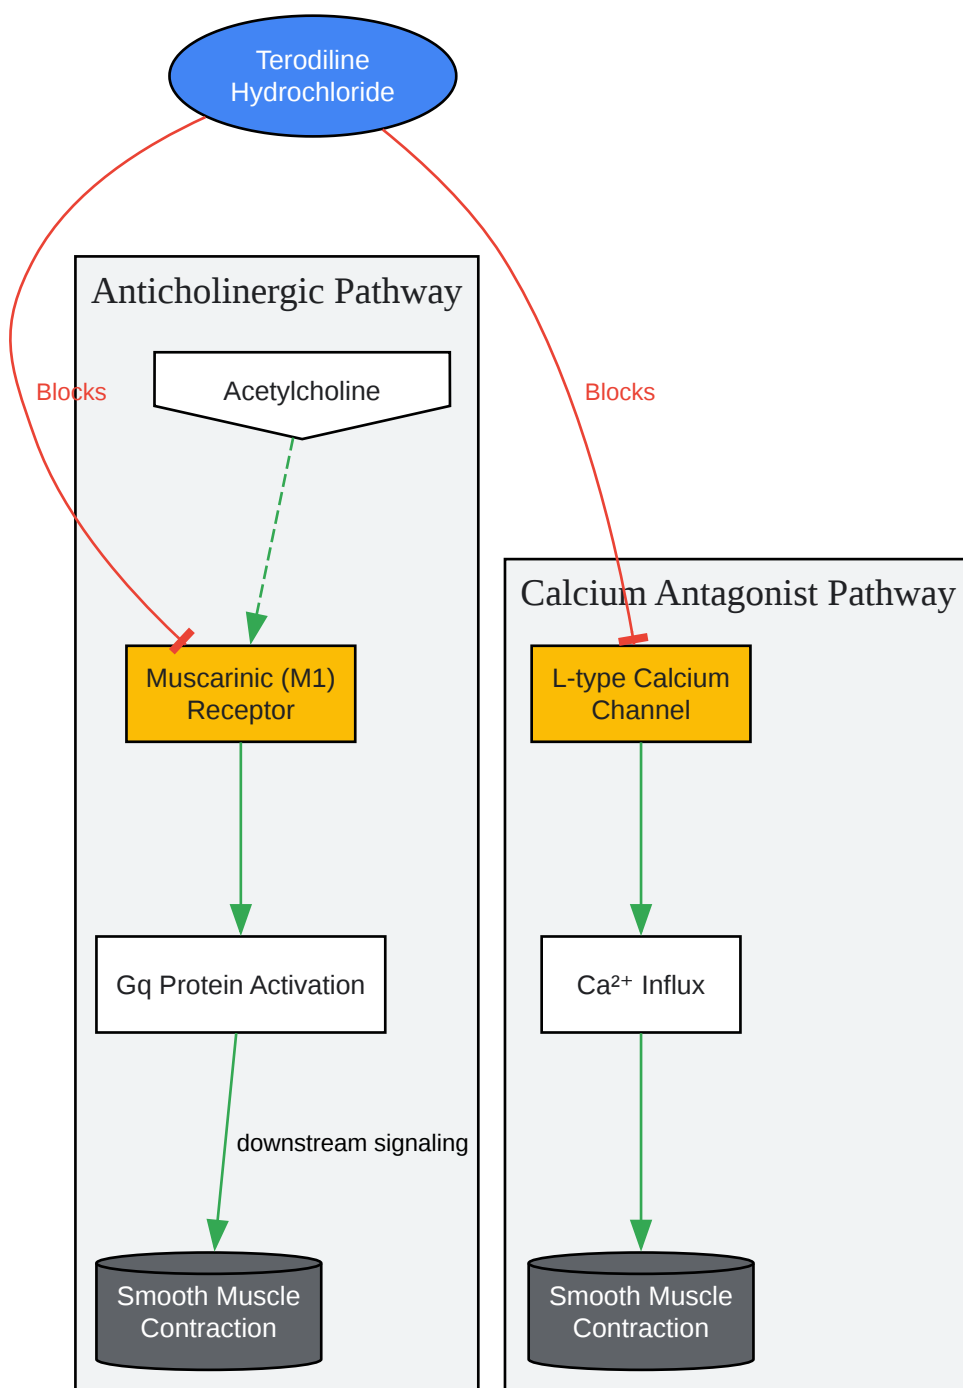 Terodiline
Hydrochloride
Anticholinergic Pathway
Blocks
Acetylcholine
Blocks
Calcium Antagonist Pathway
Muscarinic (M1)
Receptor
L-type Calcium
Channel
Gq Protein Activation
Ca²⁺ Influx
downstream signaling
Smooth Muscle
Contraction
Smooth Muscle
Contraction